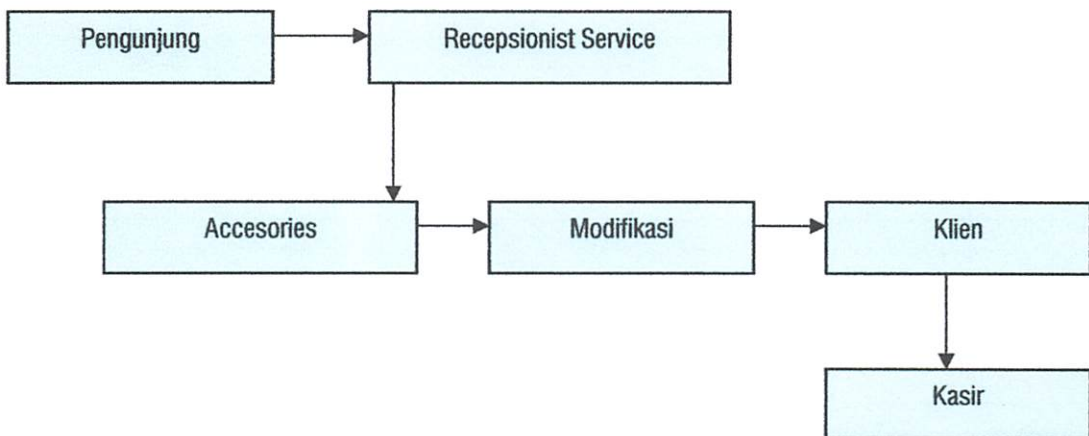 Pengunjung
Recepsionist Service
Accesories
Modifikasi
Klien
Kasir